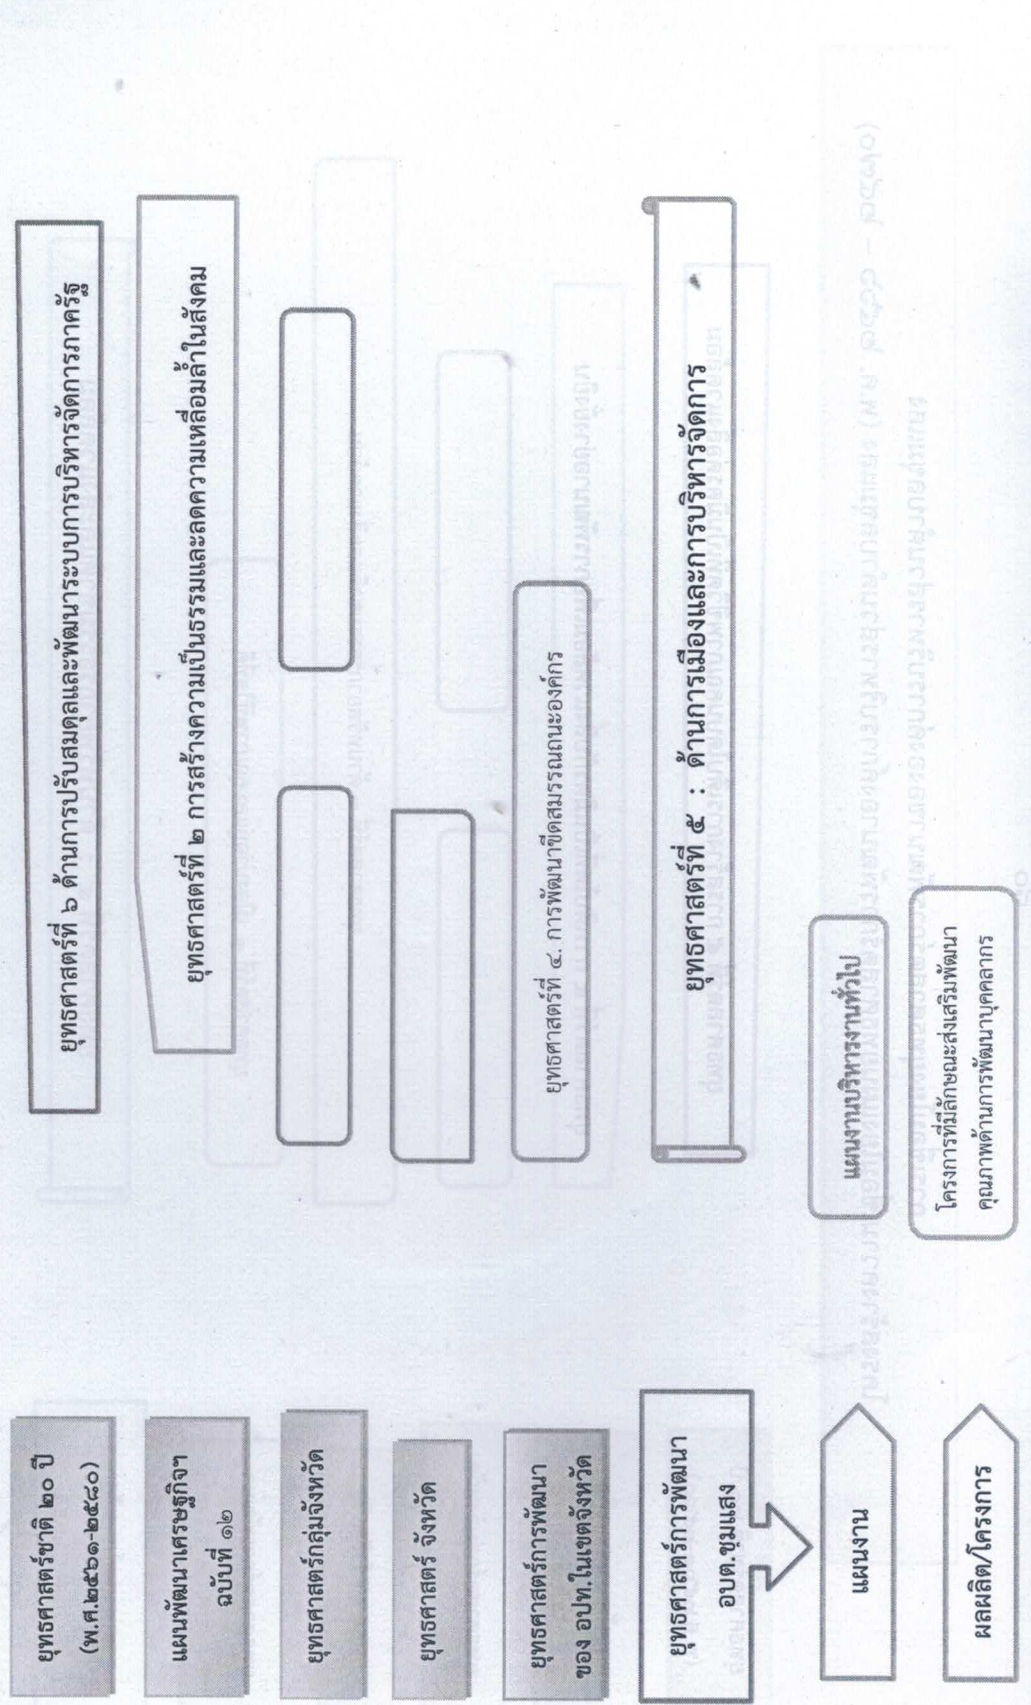 ยุทธศาสตร์ชาติ ๒๐ ปี
(พ.ศ.๒๕๖๑-๒๕๘๐)
ยุทธศาสตร์ที่ ๖ ด้านการปรับสมดุลและพัฒนาระบบการบริหารจัดการภาครัฐ
แผนพัฒนาเศรษฐกิจฯ
ฉบับที่ ๑๒
ยุทธศาสตร์ที่ ๒ การสร้างความเป็นธรรมและลดความเหลื่อมล้ำในสังคม
ยุทธศาสตร์กลุ่มจังหวัด
ยุทธศาสตร์ จังหวัด
ยุทธศาสตร์การพัฒนา
ของ อปท.ในเขตจังหวัด
ยุทธศาสตร์ที่ ๔. การพัฒนาขีดสมรรถนะองค์กร
ยุทธศาสตร์การพัฒนา
อบต.ชุมแสง
ยุทธศาสตร์ที่ ๕ : ด้านการเมืองและการบริหารจัดการ
แผนงาน
แผนงานบริหารงานทั่วไป
ผลผลิต/โครงการ
โครงการที่มีลักษณะส่งเสริมพัฒนา
คุณภาพด้านการพัฒนาบุคคลากร